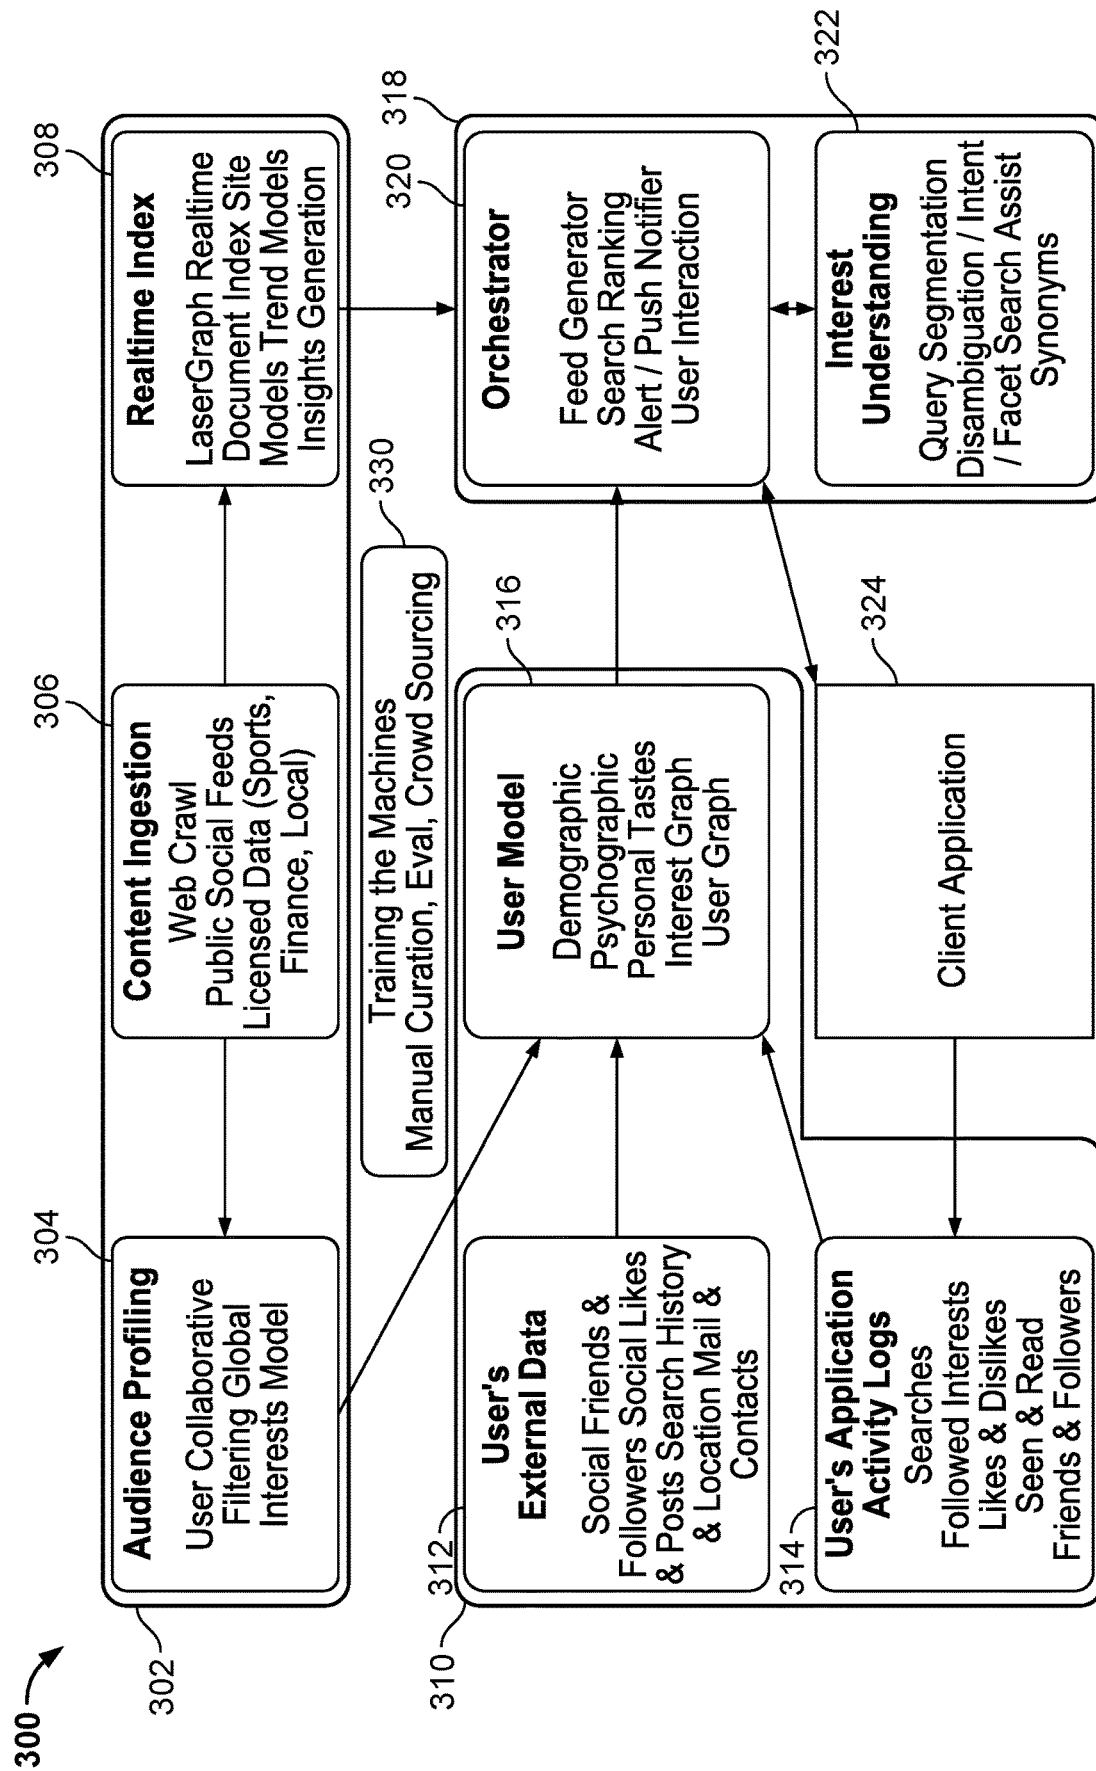 300
302
304
Audience Profiling
User Collaborative
Filtering Global
Interests Model
306
Content Ingestion
Web Crawl
Public Social Feeds
Licensed Data (Sports,
Finance, Local)
308
Realtime Index
LaserGraph Realtime
Document Index Site
Models Trend Models
Insights Generation
Training the Machines
Manual Curation, Eval, Crowd Sourcing
330
310
312
User's
External Data
Social Friends &
Followers Social Likes
& Posts Search History
& Location Mail &
Contacts
316
User Model
Demographic
Psychographic
Personal Tastes
Interest Graph
User Graph
318
320
Orchestrator
Feed Generator
Search Ranking
Alert / Push Notifier
User Interaction
314
User's Application
Activity Logs
Searches
Followed Interests
Likes & Dislikes
Seen & Read
Friends & Followers
324
Client Application
322
Interest
Understanding
Query Segmentation
Disambiguation / Intent
/ Facet Search Assist
Synonyms